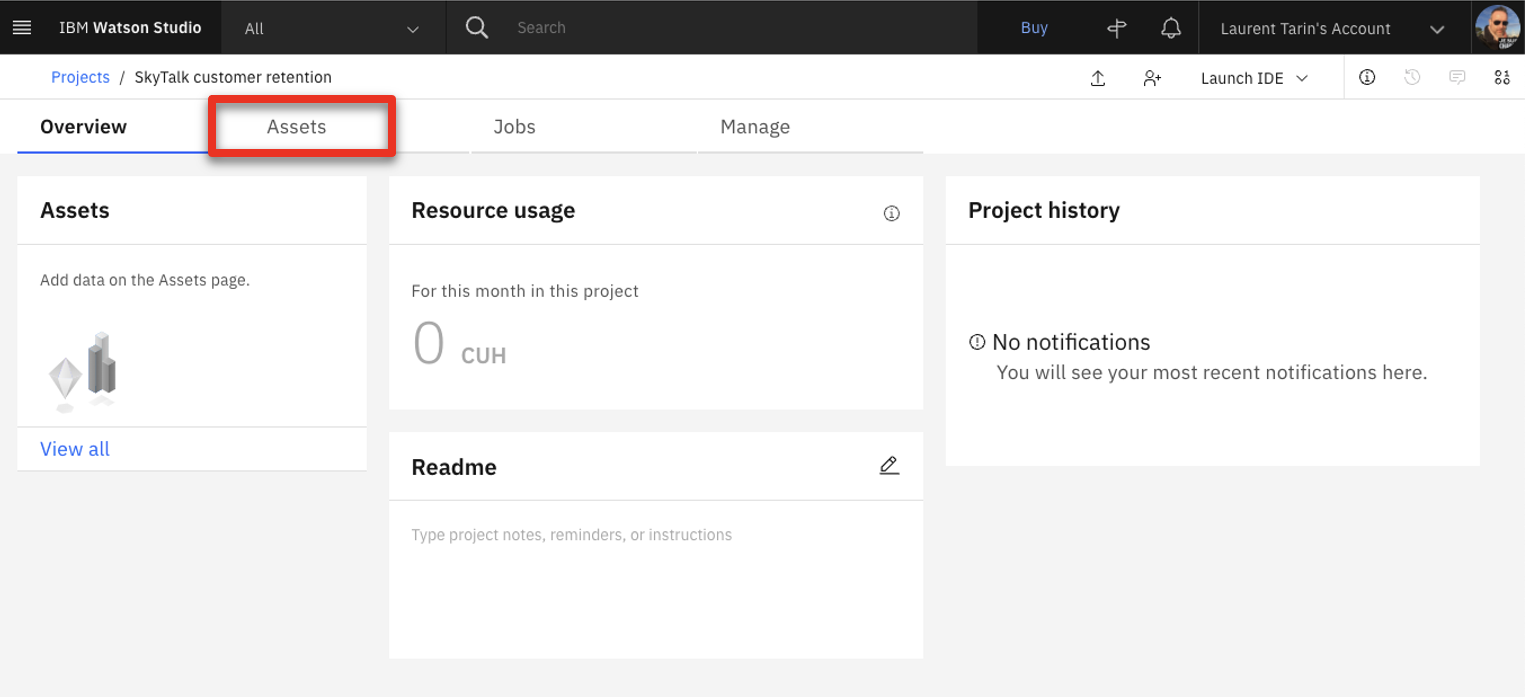 IBM Watson Studio
All
Search
Buy
Laurent Tarin's Account
Projects / SkyTalk customer retention
Launch IDE
Overview
Assets
Jobs
Manage
Assets
Add data on the Assets page.
View all
Resource usage
For this month in this project
0 CUH
Readme
Type project notes, reminders, or instructions
Project history
No notifications
You will see your most recent notifications here.